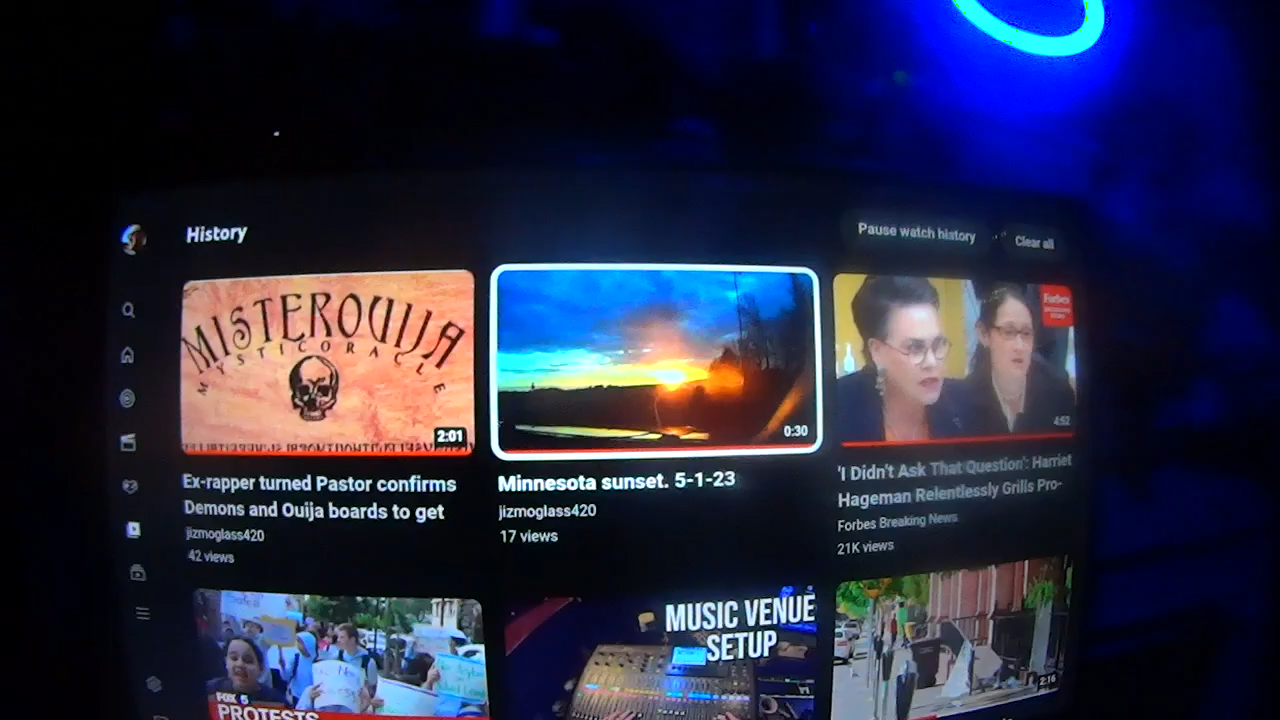 History
Pause watch history
Clear all
MISTEROUIJA
MYSTICORACLE
2:01
0:30
Forbes
4:52
Ex-rapper turned Pastor confirms
Demons and Ouija boards to get
jizmoglass420
42 views
Minnesota sunset. 5-1-23
jizmoglass420
17 views
'I Didn't Ask That Question': Harriet
Hageman Relentlessly Grills Pro-
Forbes Breaking News
21K views
FOX 5
PROTESTS
MUSIC VENUE
SETUP
2:16